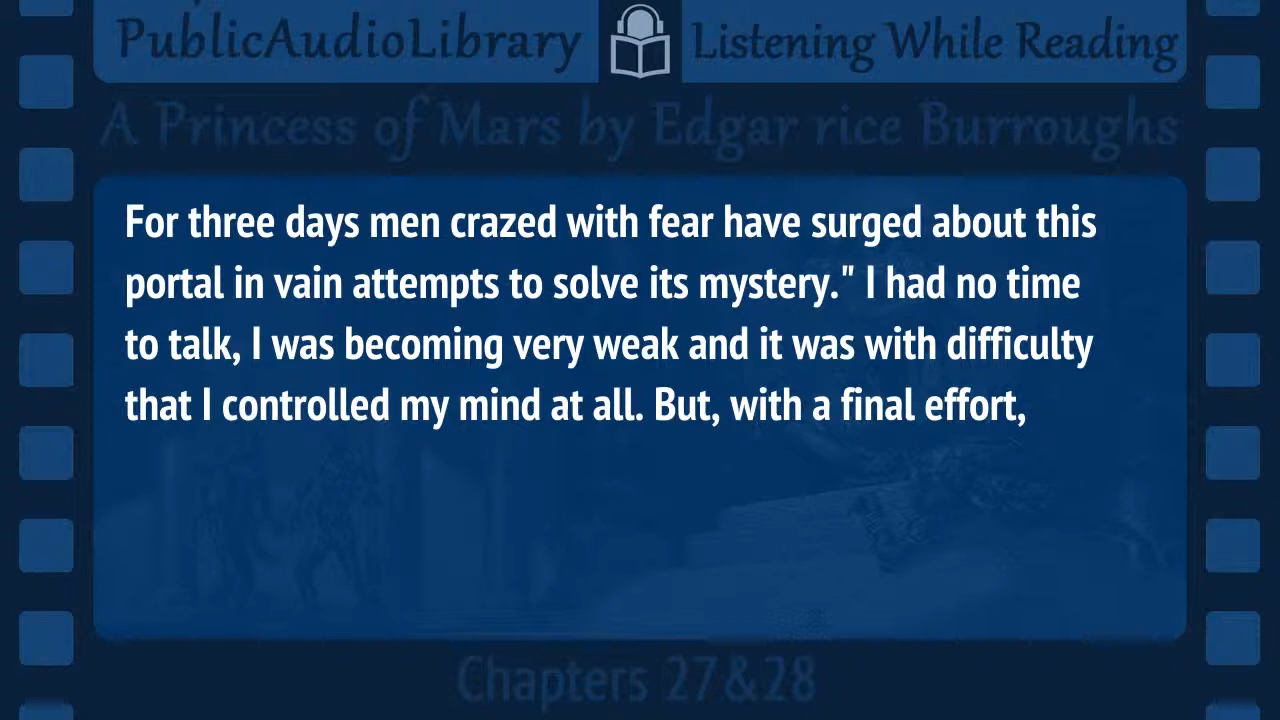 PublicAudioLibrary Listening While Reading
A Princess of Mars by Edgar rice Burroughs
For three days men crazed with fear have surged about this
portal in vain attempts to solve its mystery." I had no time
to talk, I was becoming very weak and it was with difficulty
that I controlled my mind at all. But, with a final effort,
Chapters 27&28